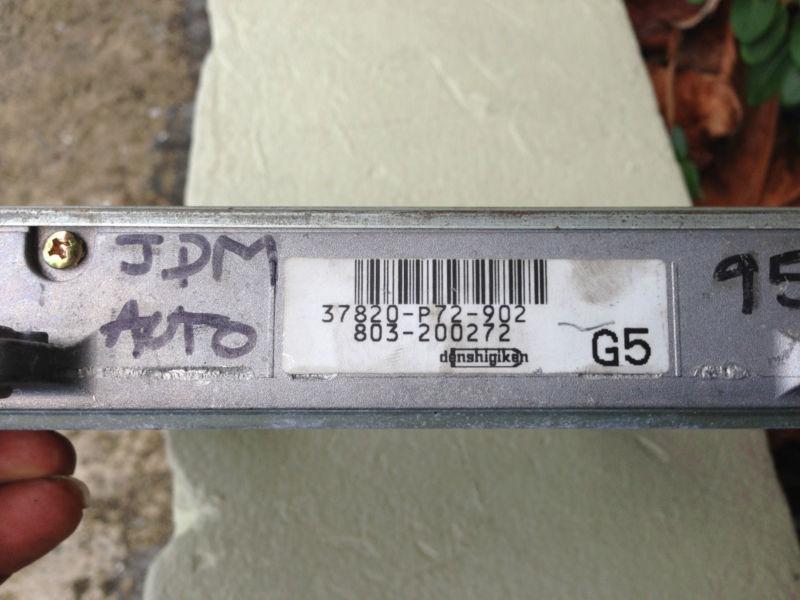 JDM
AUTO
37820-P72-902
803-200272
denshigiken
G5
95